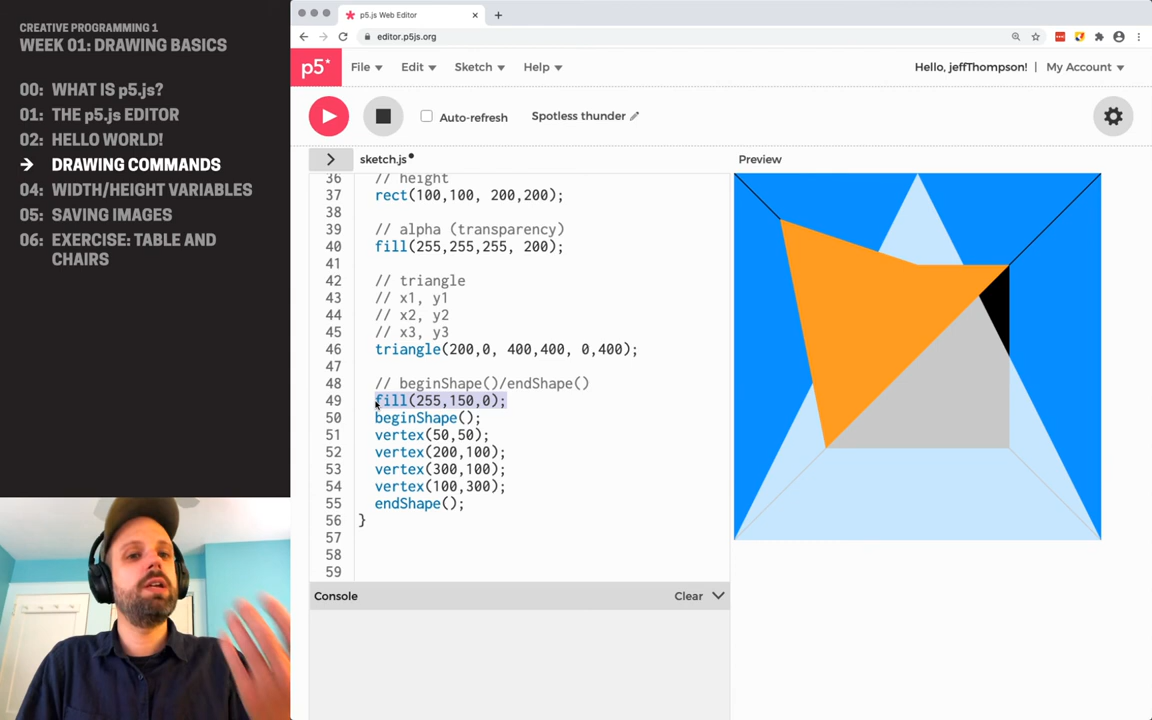 CREATIVE PROGRAMMING 1
WEEK 01: DRAWING BASICS
00: WHAT IS p5.js?
01: THE p5.js EDITOR
02: HELLO WORLD!
→ DRAWING COMMANDS
04: WIDTH/HEIGHT VARIABLES
05: SAVING IMAGES
06: EXERCISE: TABLE AND
CHAIRS
p5.js Web Editor
editor.p5js.org
p5* File Edit Sketch Help Hello, jeffThompson! | My Account
Auto-refresh Spotless thunder
sketch.js
Preview
36 // height
37 rect(100,100, 200,200);
38
39 // alpha (transparency)
40 fill(255,255,255, 200);
41
42 // triangle
43 // x1, y1
44 // x2, y2
45 // x3, y3
46 triangle(200,0, 400,400, 0,400);
47
48 // beginShape()/endShape()
49 fill(255,150,0);
50 beginShape();
51 vertex(50,50);
52 vertex(200,100);
53 vertex(300,100);
54 vertex(100,300);
55 endShape();
56 }
57
58
59
Console Clear